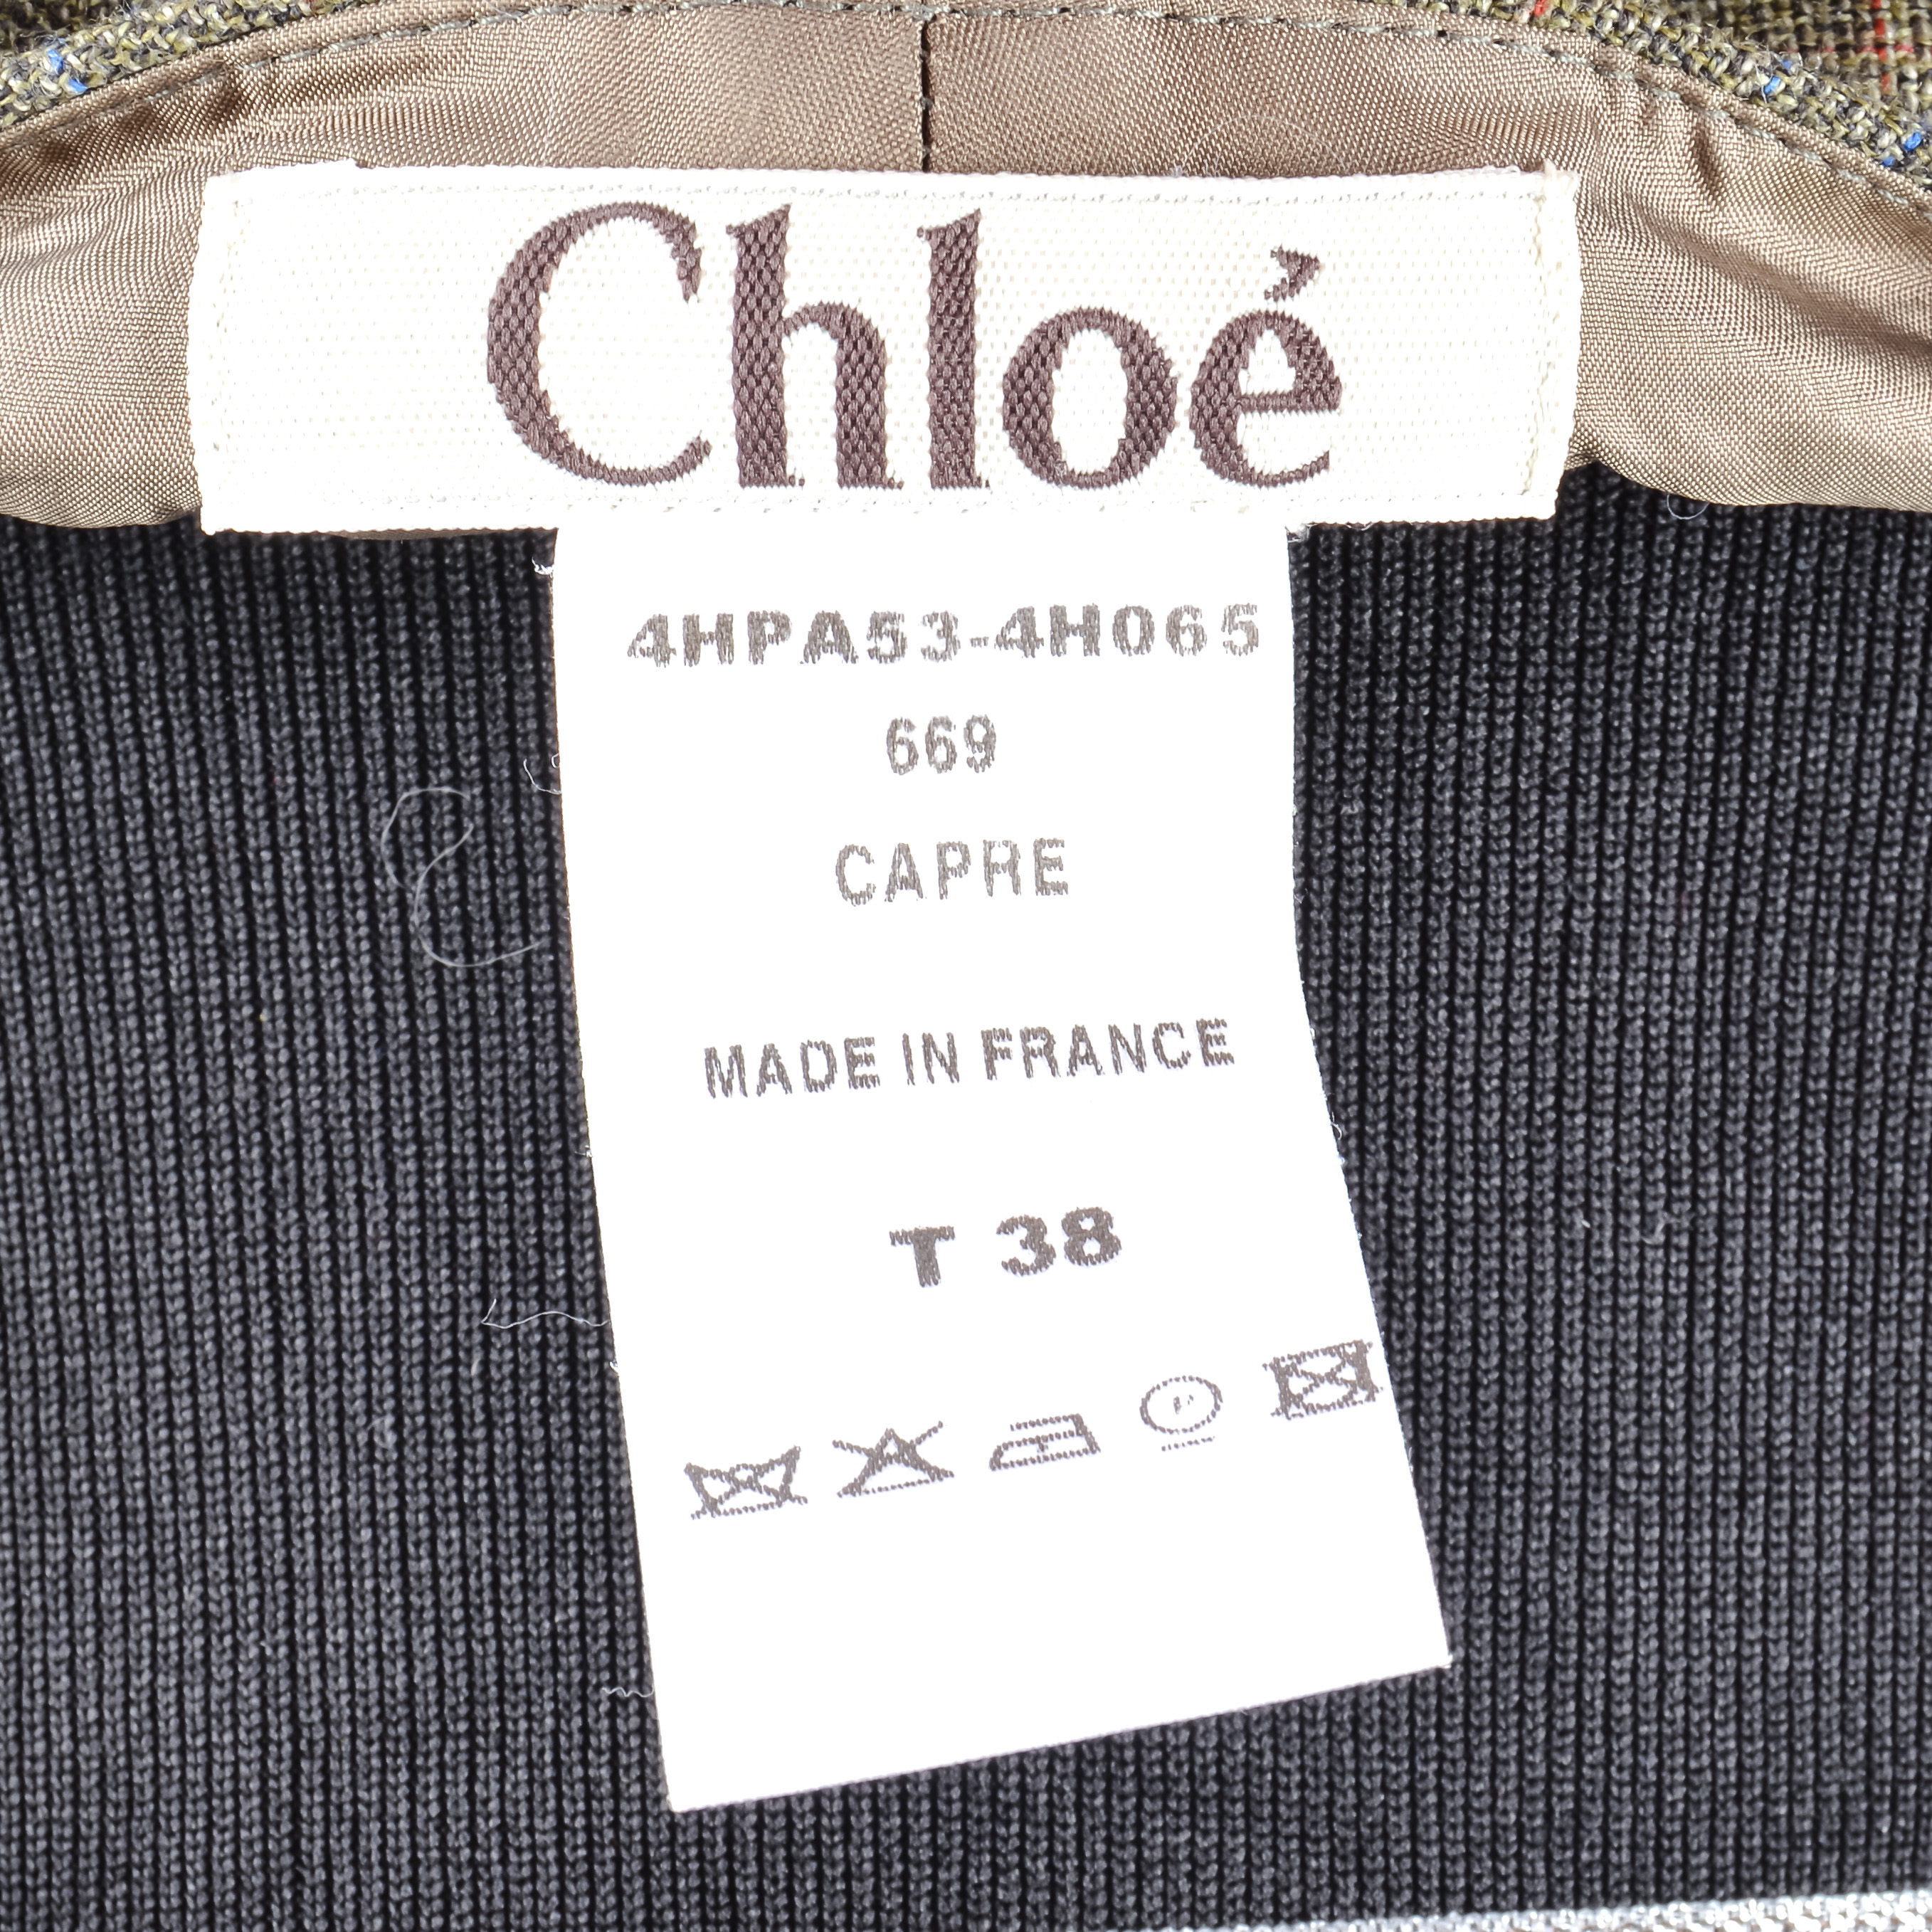 Chloé
4HPA53-4H065
669
CAPRE
MADE IN FRANCE
T 38
P